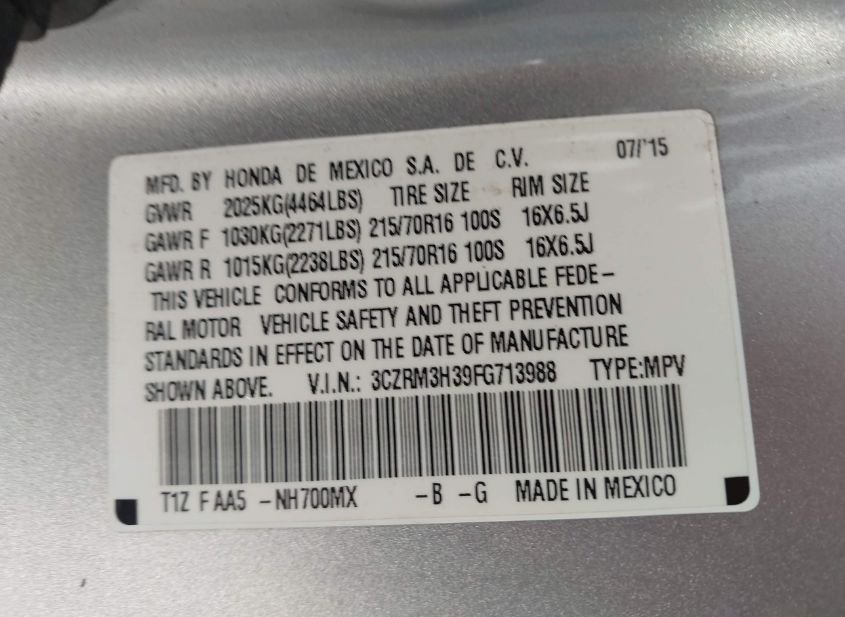 MFD. BY HONDA DE MEXICO S.A. DE C.V. 07/'15
GVWR 2025KG(4464LBS) TIRE SIZE RIM SIZE
GAWR F 1030KG(2271LBS) 215/70R16 100S 16X6.5J
GAWR R 1015KG(2238LBS) 215/70R16 100S 16X6.5J
THIS VEHICLE CONFORMS TO ALL APPLICABLE FEDE-
RAL MOTOR VEHICLE SAFETY AND THEFT PREVENTION
STANDARDS IN EFFECT ON THE DATE OF MANUFACTURE
SHOWN ABOVE. V.I.N.: 3CZRM3H39FG713988 TYPE:MPV
T1Z F AA5 -NH700MX -B -G MADE IN MEXICO